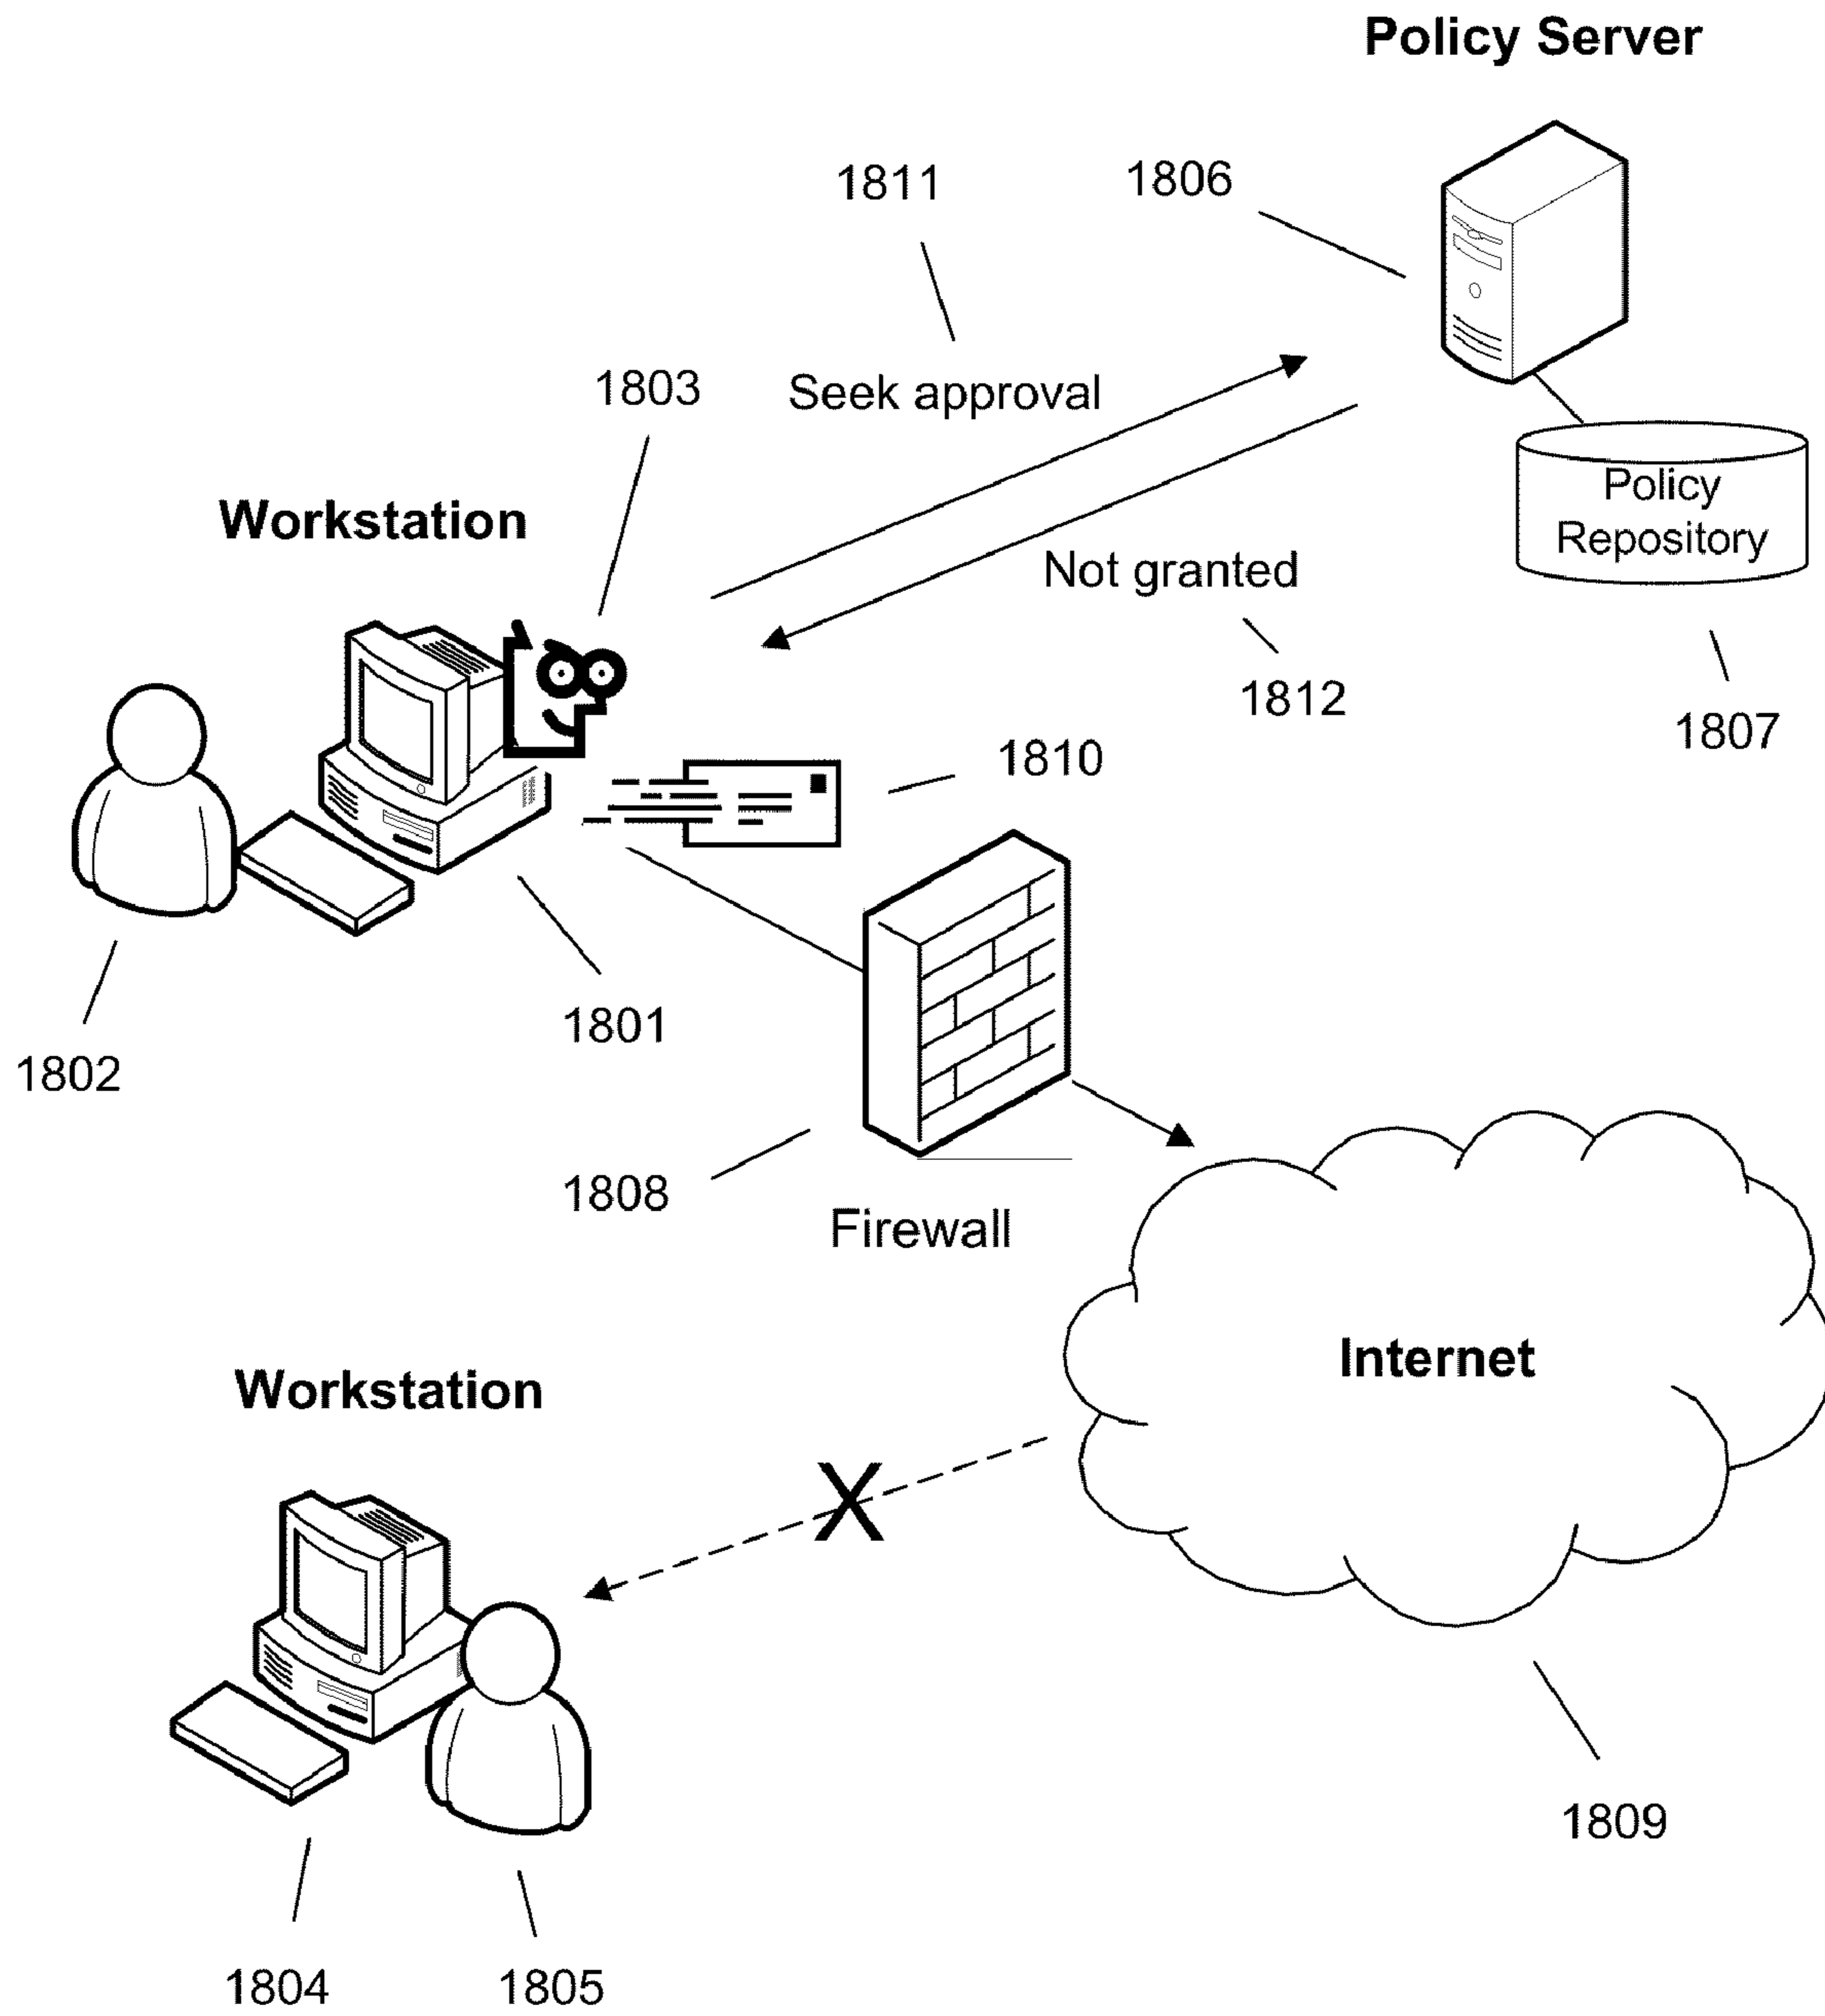 Policy Server
1811
1806
1803
Seek approval
Workstation
Policy
Repository
Not granted
1812
1807
1810
1801
1802
1808
Firewall
Internet
Workstation
X
1809
1804
1805